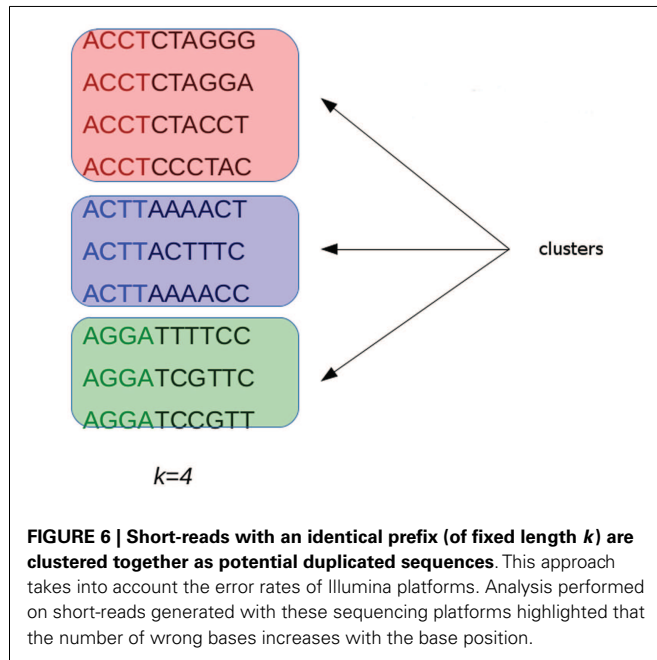 ACCTCTAGGG
ACCTCTAGGA
ACCTCTACCT
ACCTCCCTAC
ACTTAAAACT
ACTTACTTTC
ACTTAAAACC
AGGATTTTCC
AGGATCGTTC
AGGATCCGTT
clusters
k=4
FIGURE 6 | Short-reads with an identical prefix (of fixed length k) are
clustered together as potential duplicated sequences. This approach
takes into account the error rates of Illumina platforms. Analysis performed
on short-reads generated with these sequencing platforms highlighted that
the number of wrong bases increases with the base position.